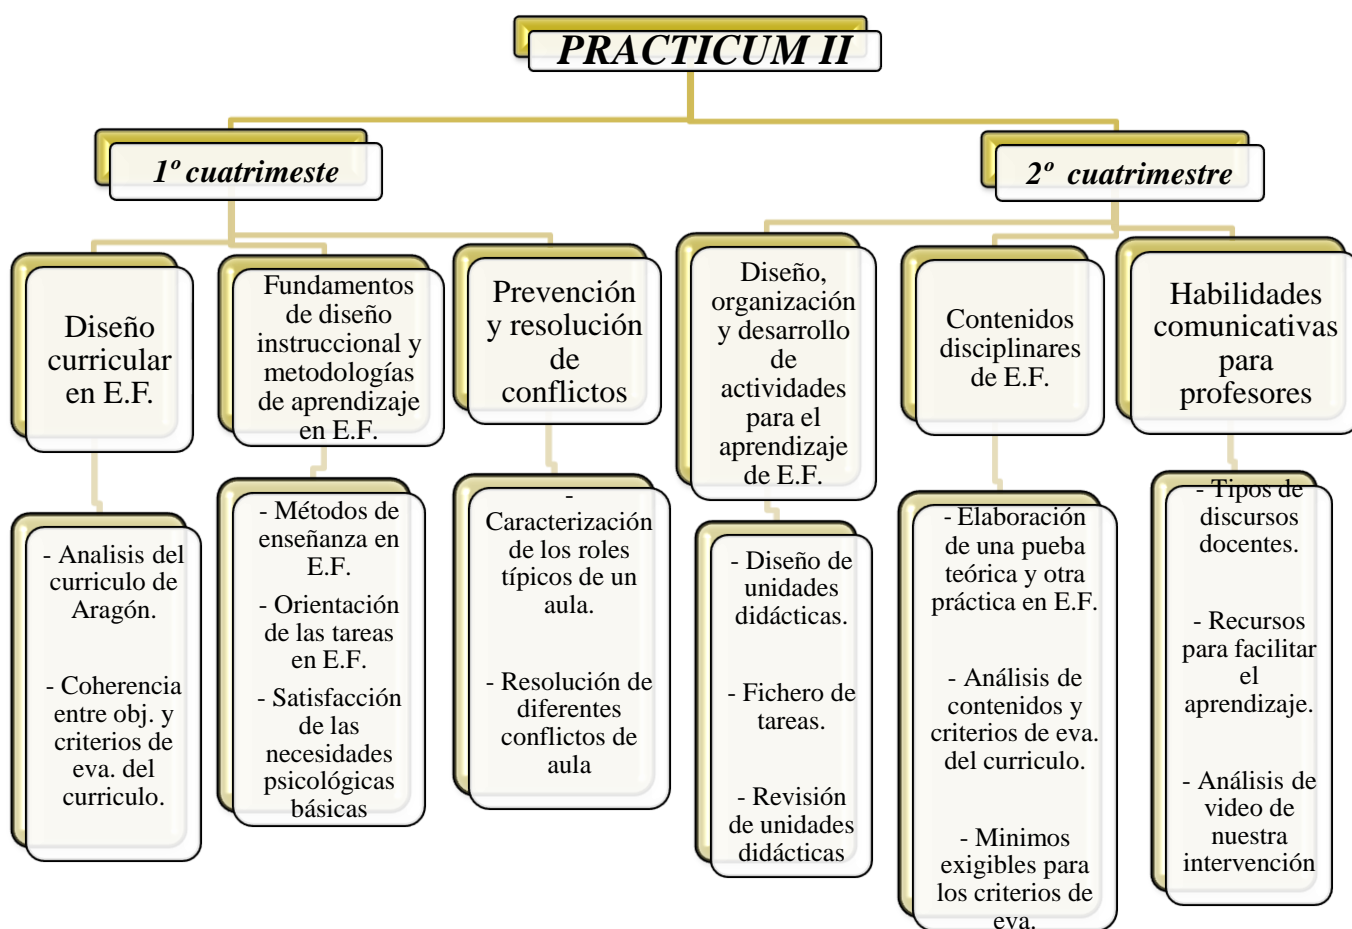 PRACTICUM II
1º cuatrimeste
2º cuatrimestre
Diseño
curricular
en E.F.
Fundamentos
de diseño
instruccional y
metodologías
de aprendizaje
en E.F.
Prevención
y resolución
de
conflictos
Diseño,
organización
y desarrollo
de
actividades
para el
aprendizaje
de E.F.
Contenidos
disciplinares
de E.F.
Habilidades
comunicativas
para
profesores
- Analisis del
curriculo de
Aragón.
- Coherencia
entre obj. y
criterios de
eva. del
curriculo.
- Métodos de
enseñanza en
E.F.
- Orientación
de las tareas
en E.F.
- Satisfacción
de las
necesidades
psicológicas
básicas
-
Caracterización
de los roles
típicos de un
aula.
- Resolución de
diferentes
conflictos de
aula
- Diseño de
unidades
didácticas.
- Fichero de
tareas.
- Revisión
de unidades
didácticas
- Elaboración
de una pueba
teórica y otra
práctica en E.F.
- Análisis de
contenidos y
criterios de eva.
del curriculo.
- Minimos
exigibles para
los criterios de
eva.
- Tipos de
discursos
docentes.
- Recursos
para facilitar
el
aprendizaje.
- Análisis de
video de
nuestra
intervención